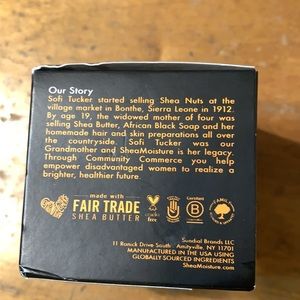 Our Story
Sofi Tucker started selling Shea Nuts at the
village market in Bonthe, Sierra Leone in 1912.
By age 19, the widowed mother of four was
selling Shea Butter, African Black Soap and her
homemade hair and skin preparations all over
the countryside. Sofi Tucker was our
Grandmother and SheaMoisture is her legacy.
Through Community Commerce you help
empower disadvantaged women to realize a
brighter, healthier future.
made with
FAIR TRADE
SHEA BUTTER
cruelty
free
Certified
B
Corporation
Sundial Brands LLC
11 Ranick Drive South Amityville, NY 11701
MANUFACTURED IN THE USA USING
GLOBALLY SOURCED INGREDIENTS
SheaMoisture.com